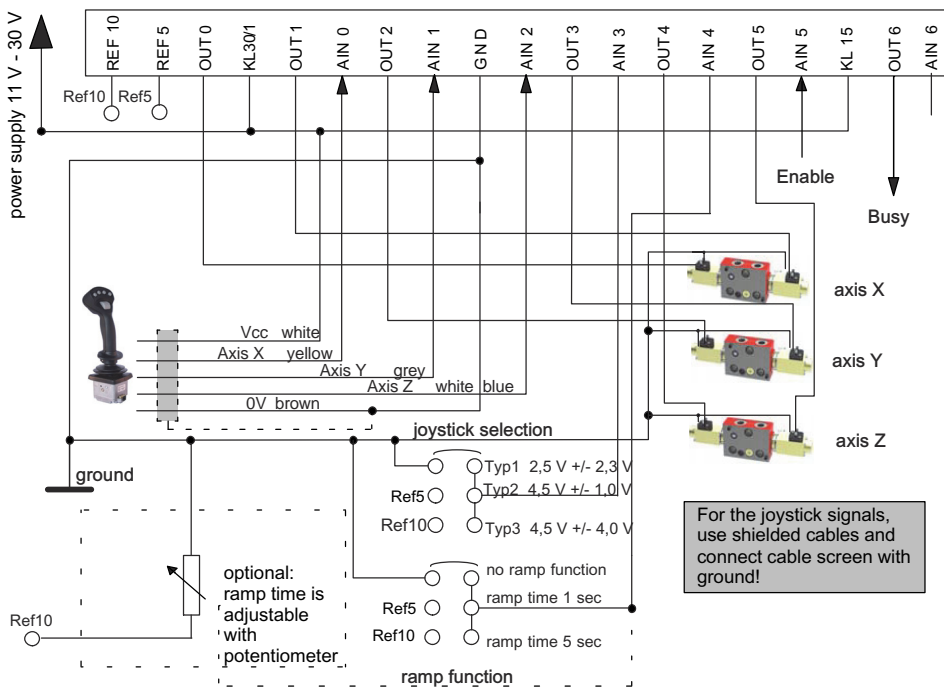 power supply 11 V - 30 V
REF 10
REF 5
OUT 0
KL30/1
OUT 1
AIN 0
OUT 2
AIN 1
GND
AIN 2
OUT 3
AIN 3
OUT 4
AIN 4
OUT 5
AIN 5
KL 15
OUT 6
AIN 6
Ref10
Ref5
Enable
Busy
axis X
Vcc white
Axis X yellow
Axis Y grey
axis Y
Axis Z white blue
0V brown
joystick selection
axis Z
ground
Typ1 2,5 V +/- 2,3 V
Ref5
Typ2 4,5 V +/- 1,0 V
Ref10
Typ3 4,5 V +/- 4,0 V
For the joystick signals,
use shielded cables and
connect cable screen with
ground!
optional:
ramp time is
adjustable
with
potentiometer
no ramp function
Ref5
ramp time 1 sec
Ref10
Ref10
ramp time 5 sec
ramp function